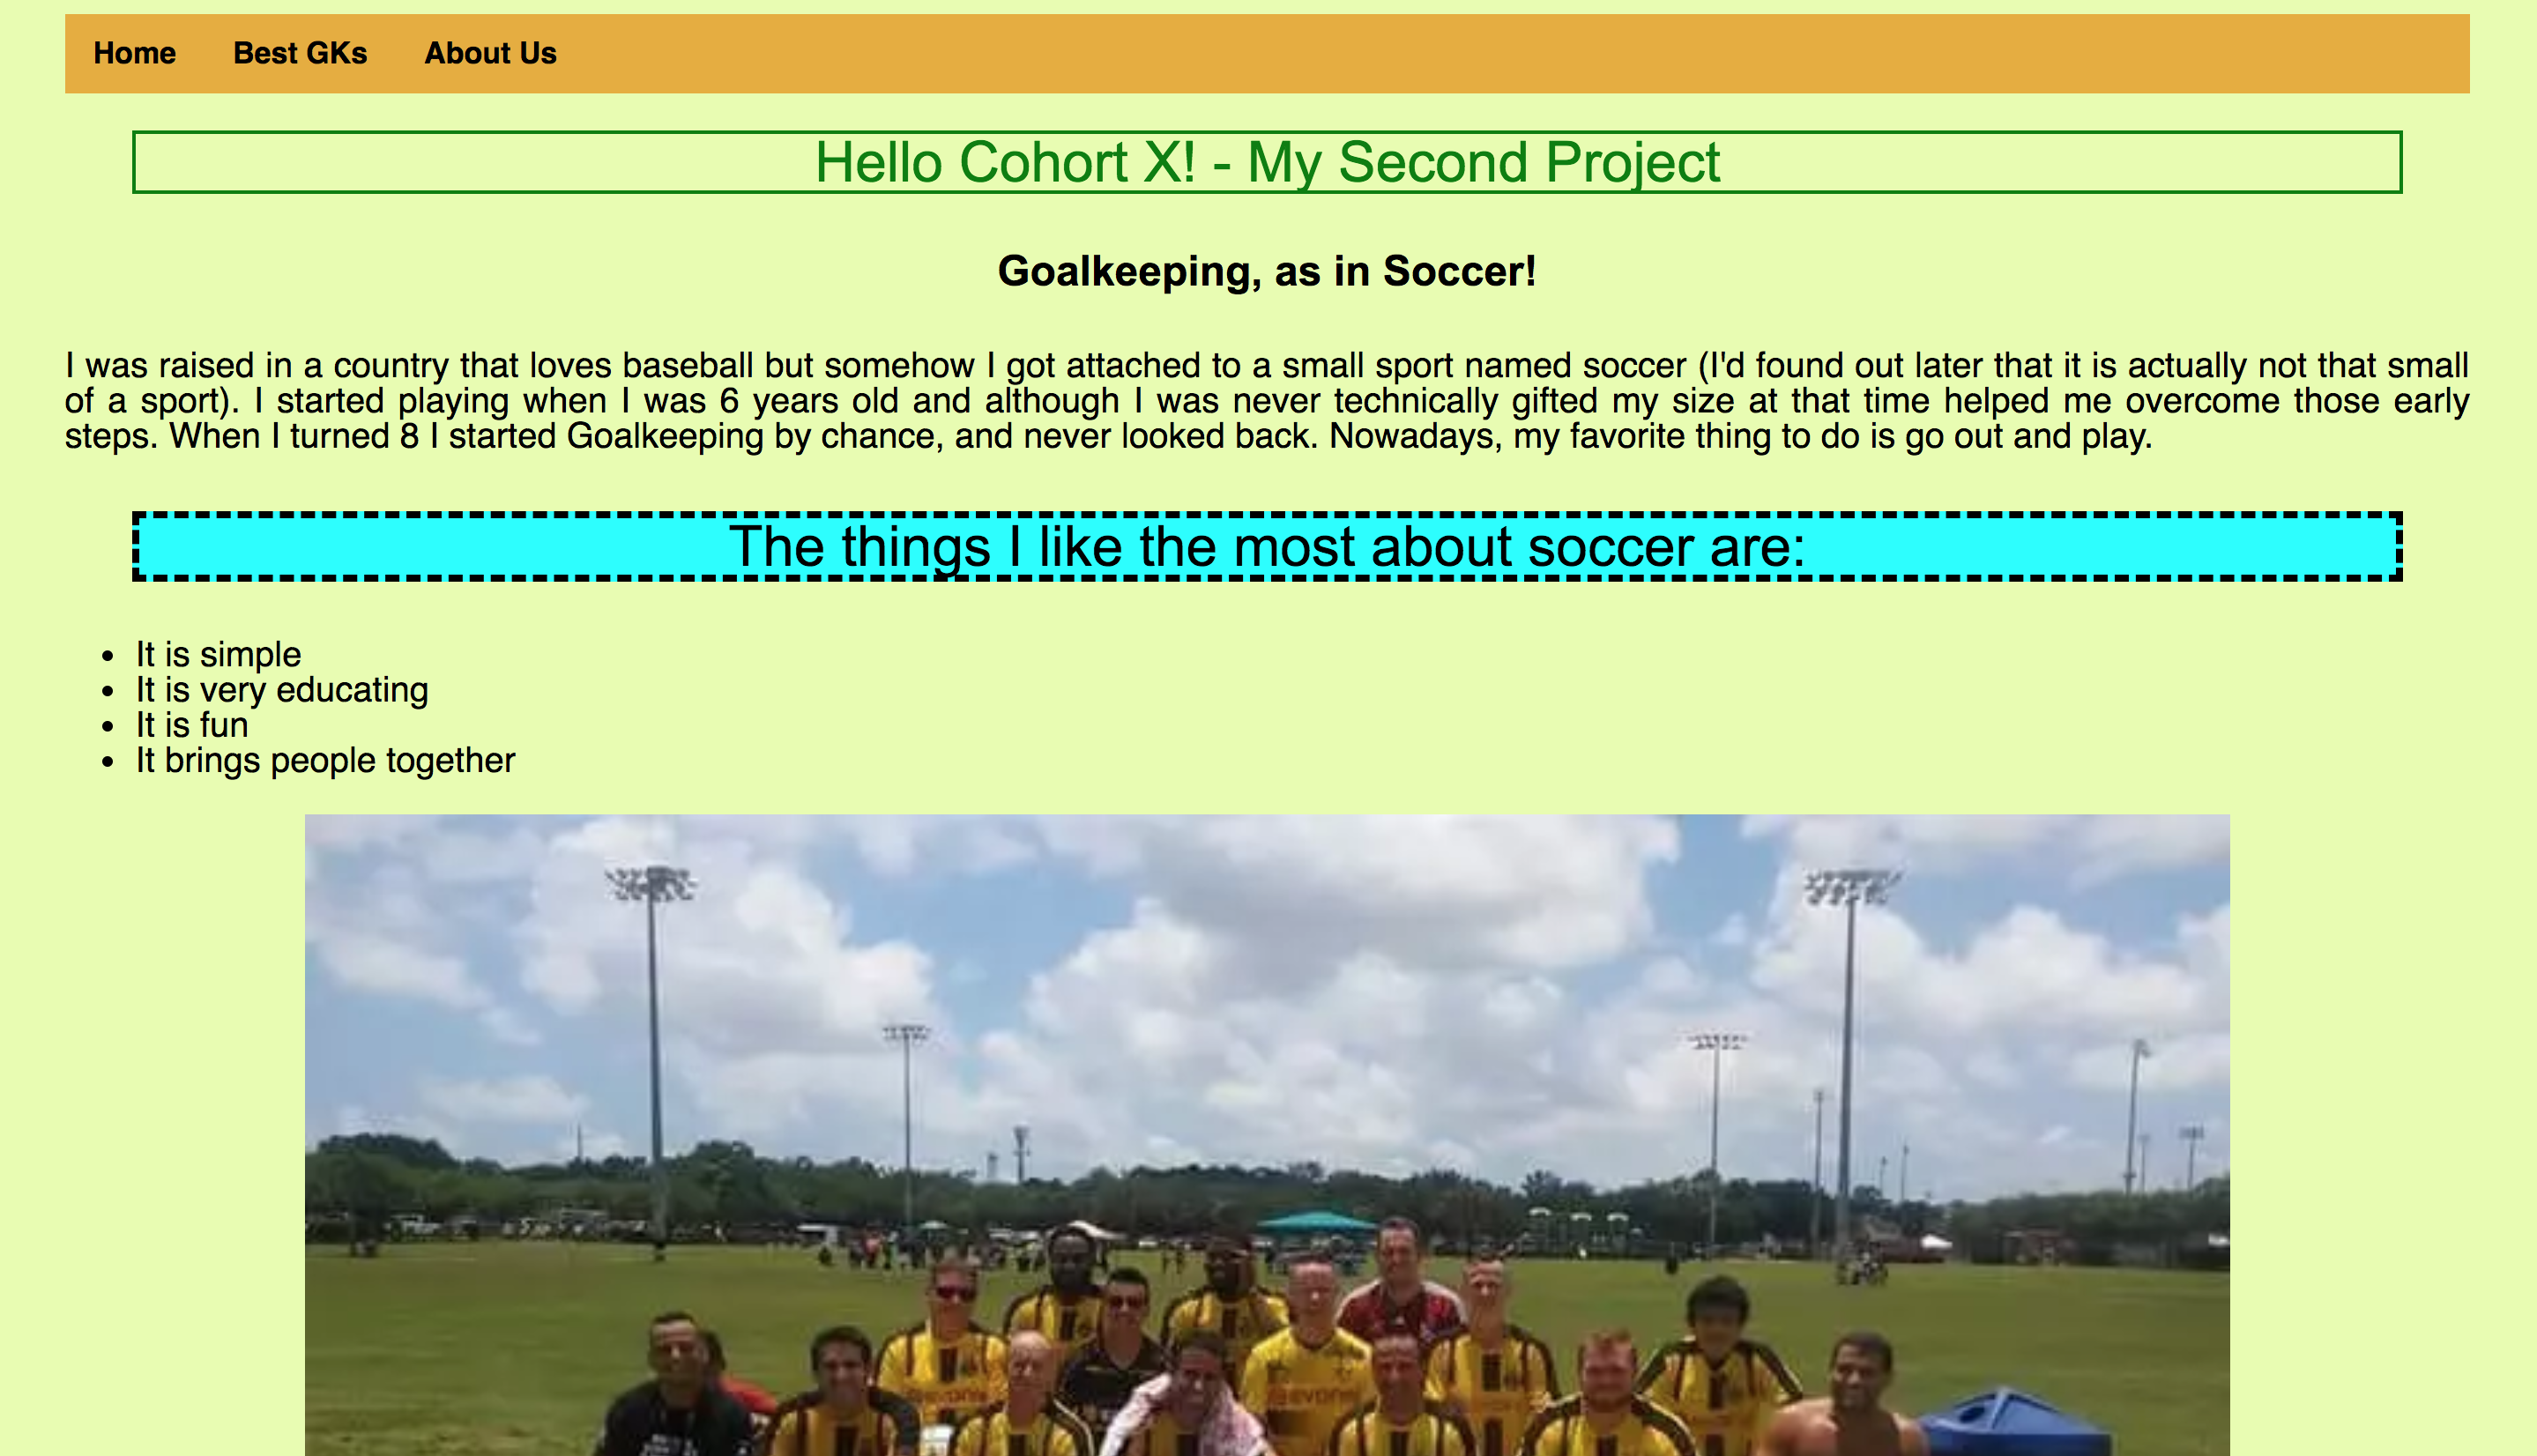 Home Best GKs About Us
Hello Cohort X! - My Second Project
Goalkeeping, as in Soccer!
I was raised in a country that loves baseball but somehow I got attached to a small sport named soccer (I'd found out later that it is actually not that small
of a sport). I started playing when I was 6 years old and although I was never technically gifted my size at that time helped me overcome those early
steps. When I turned 8 I started Goalkeeping by chance, and never looked back. Nowadays, my favorite thing to do is go out and play.
The things I like the most about soccer are:
• It is simple
• It is very educating
• It is fun
• It brings people together